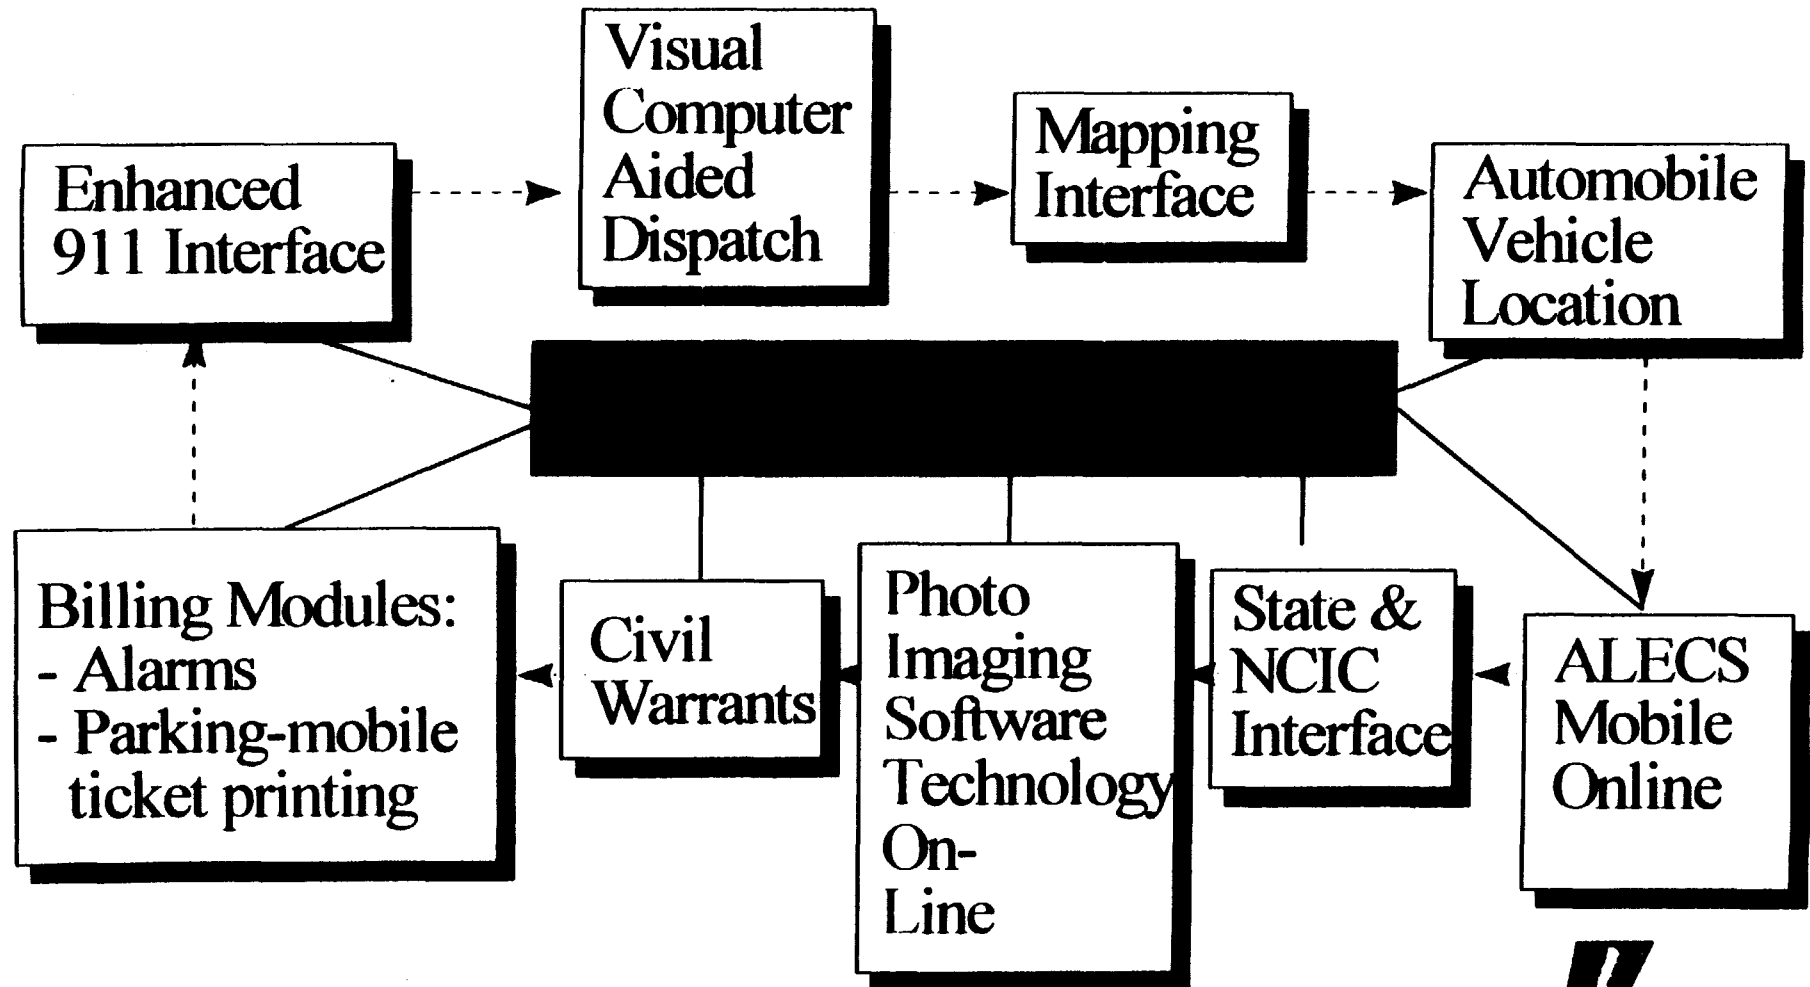 Visual
Computer
Aided
Dispatch
Mapping
Interface
Enhanced
911 Interface
Automobile
Vehicle
Location
Billing Modules:
- Alarms
- Parking-mobile
ticket printing
Civil
Warrants
Photo
Imaging
Software
Technology
On-
Line
State &
NCIC
Interface
ALECS
Mobile
Online